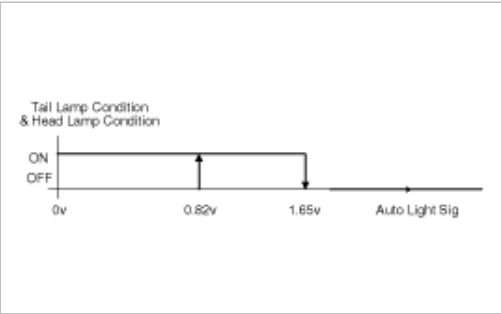 Tail Lamp Condition
& Head Lamp Condition
ON
OFF
0v
0.82v
1.65v
Auto Light Sig